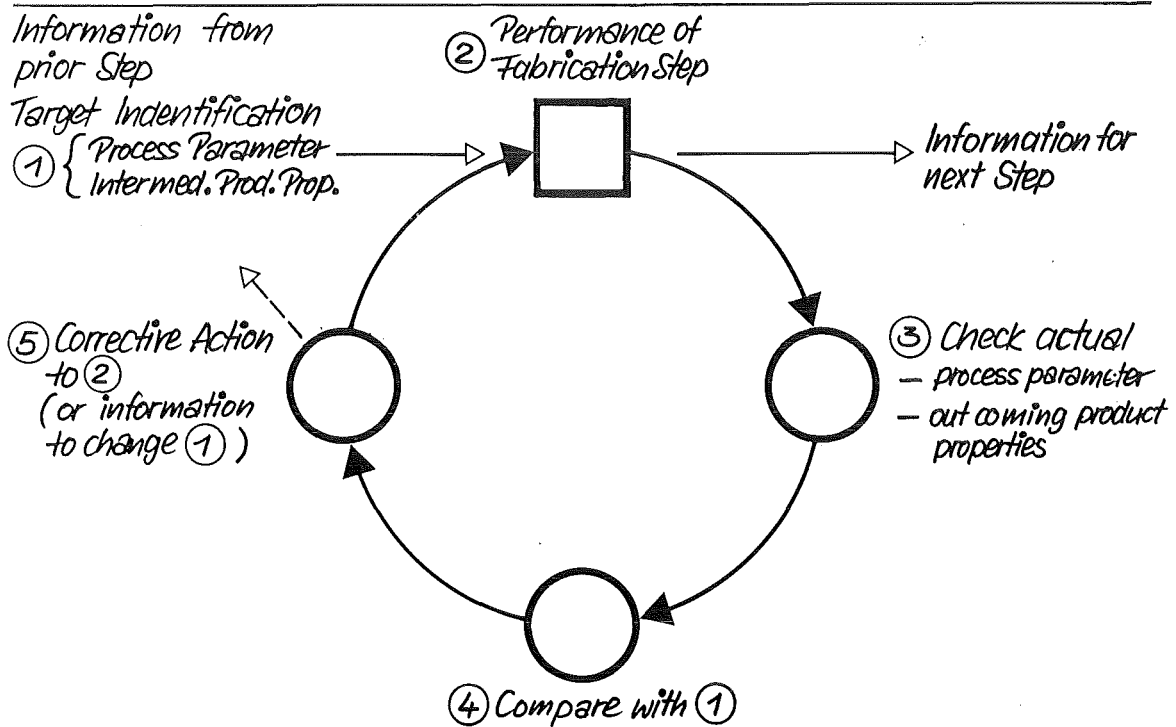 Information from
prior Step
Target Indentification
① { Process Parameter
Intermed. Prod. Prop.
② Performance of
Fabrication Step
Information for
next Step
③ Check actual
– process parameter
– out coming product
properties
④ Compare with ①
⑤ Corrective Action
to ②
(or information
to change ①)